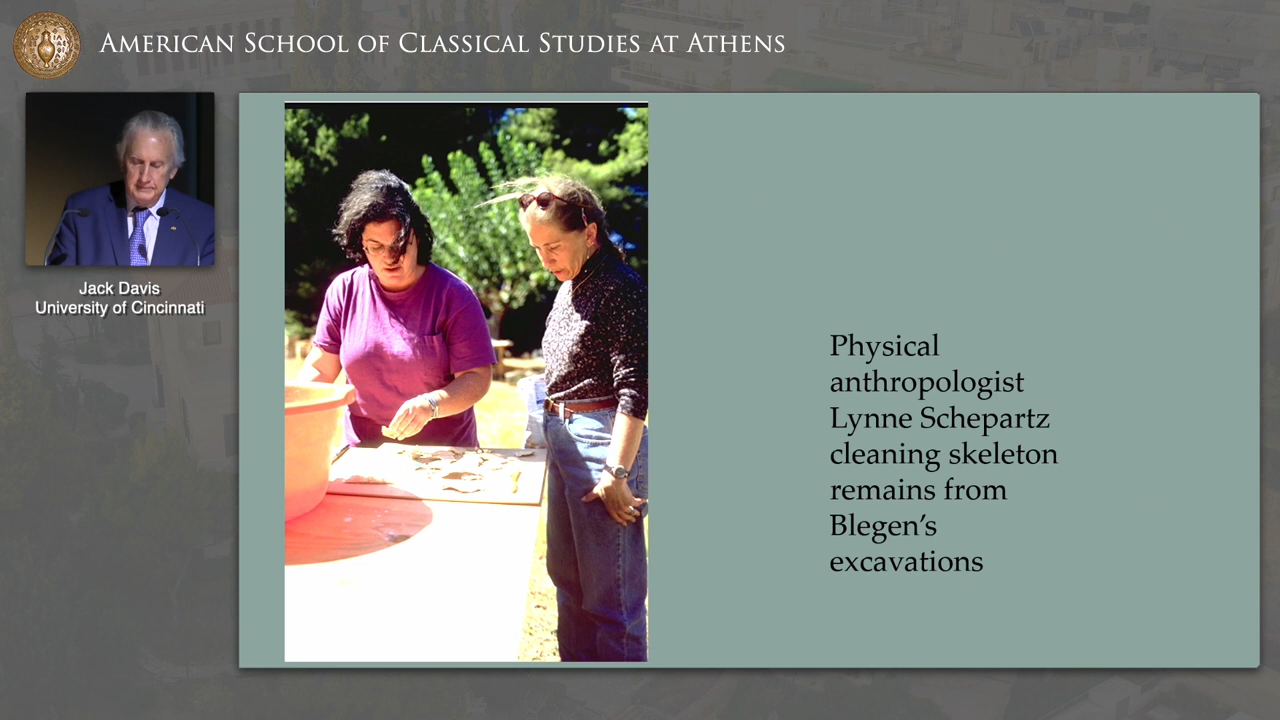 American School of Classical Studies at Athens
Jack Davis
University of Cincinnati
Physical
anthropologist
Lynne Schepartz
cleaning skeleton
remains from
Blegen’s
excavations